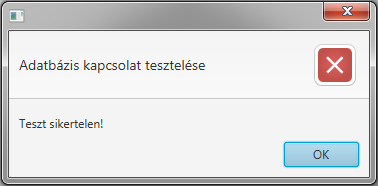 Adatbázis kapcsolat tesztelése
Teszt sikertelen!
OK